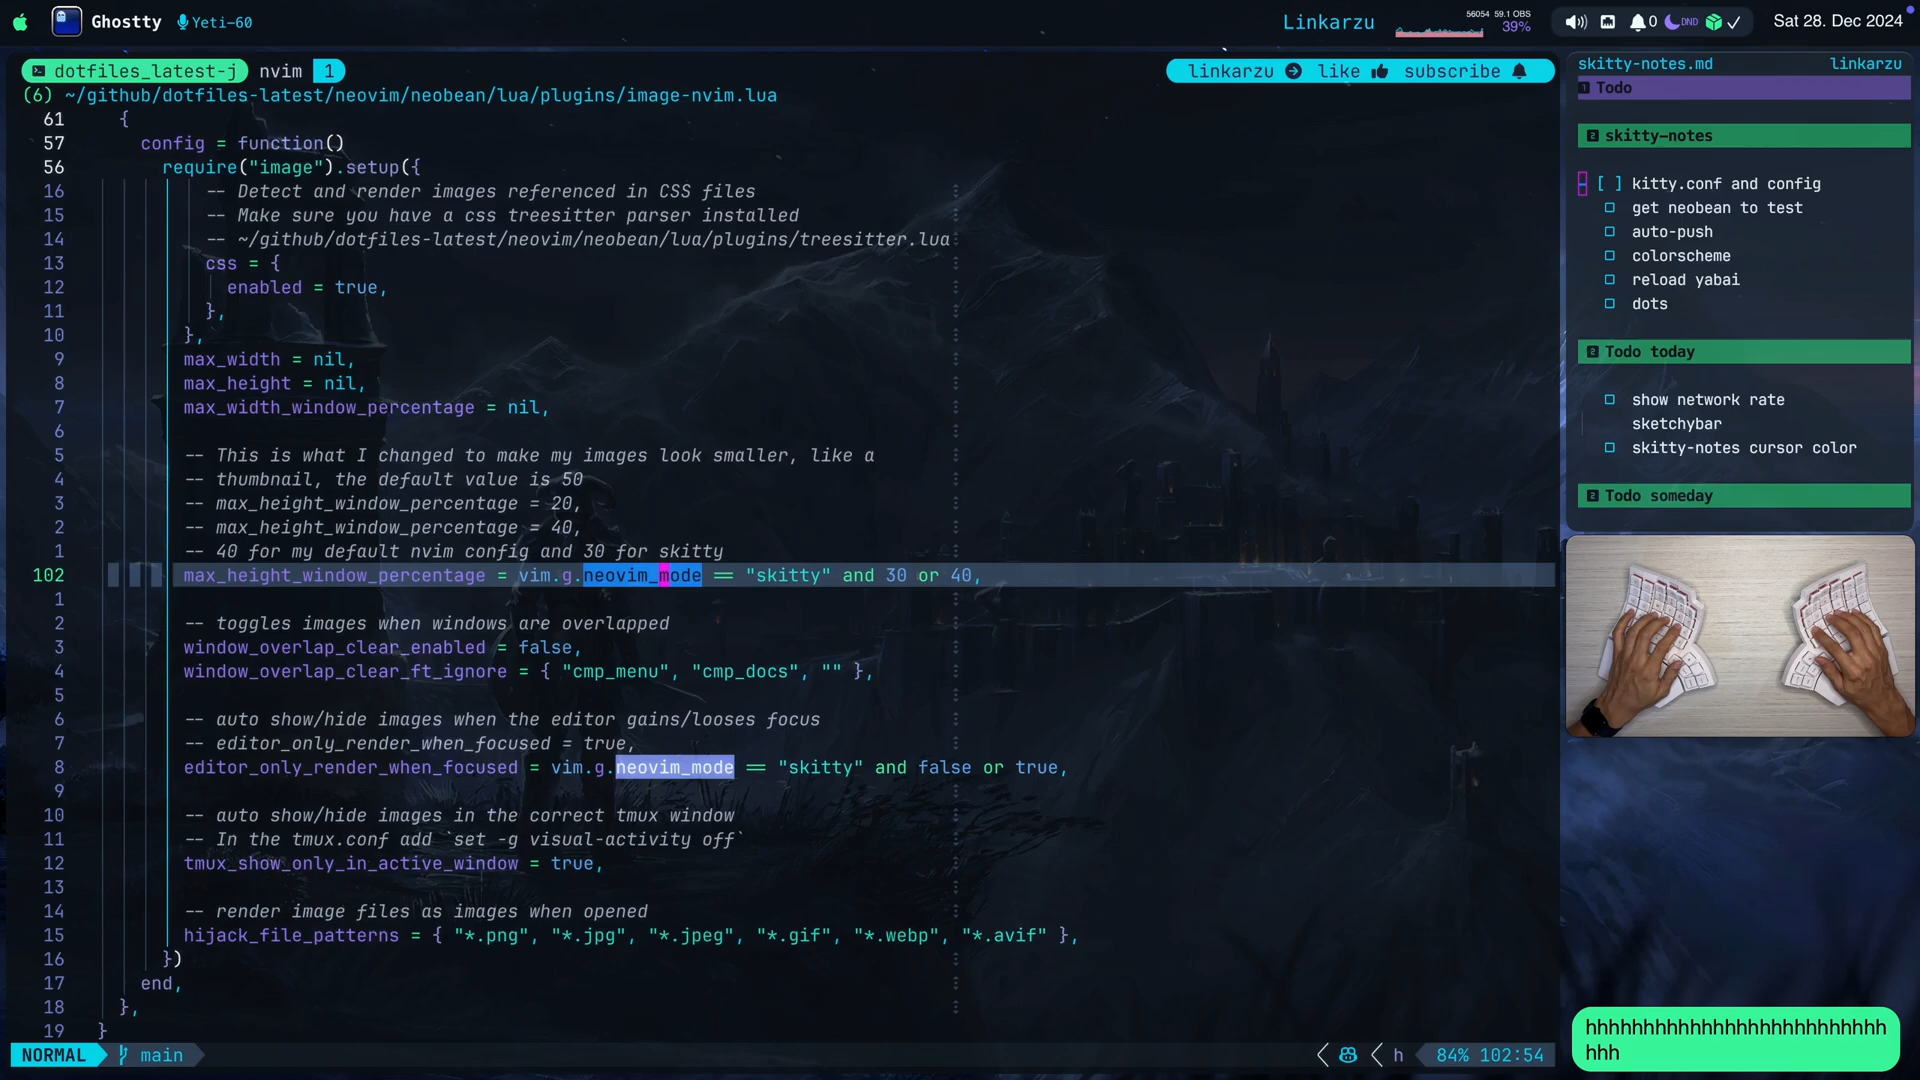 Ghostty
Yeti-60
Linkarzu
56054 59.1 OBS
39%
0
DND
Sat 28. Dec 2024
dotfiles_latest-j nvim 1
linkarzu like subscribe
(6) ~/github/dotfiles-latest/neovim/neobean/lua/plugins/image-nvim.lua
61 {
57 config = function()
56 require("image").setup({
16 -- Detect and render images referenced in CSS files
15 -- Make sure you have a css treesitter parser installed
14 -- ~/github/dotfiles-latest/neovim/neobean/lua/plugins/treesitter.lua
13 css = {
12 enabled = true,
11 },
10 },
9 max_width = nil,
8 max_height = nil,
7 max_width_window_percentage = nil,
6
5 -- This is what I changed to make my images look smaller, like a
4 -- thumbnail, the default value is 50
3 -- max_height_window_percentage = 20,
2 -- max_height_window_percentage = 40,
1 -- 40 for my default nvim config and 30 for skitty
102 max_height_window_percentage = vim.g.neovim_mode == "skitty" and 30 or 40,
1
2 -- toggles images when windows are overlapped
3 window_overlap_clear_enabled = false,
4 window_overlap_clear_ft_ignore = { "cmp_menu", "cmp_docs", "" },
5
6 -- auto show/hide images when the editor gains/looses focus
7 -- editor_only_render_when_focused = true,
8 editor_only_render_when_focused = vim.g.neovim_mode == "skitty" and false or true,
9
10 -- auto show/hide images in the correct tmux window
11 -- In the tmux.conf add `set -g visual-activity off`
12 tmux_show_only_in_active_window = true,
13
14 -- render image files as images when opened
15 hijack_file_patterns = { "*.png", "*.jpg", "*.jpeg", "*.gif", "*.webp", "*.avif" },
16 })
17 end,
18 },
19 }
NORMAL main
h 84% 102:54
skitty-notes.md linkarzu
1 Todo
2 skitty-notes
- [ ] kitty.conf and config
get neobean to test
auto-push
colorscheme
reload yabai
dots
2 Todo today
show network rate
sketchybar
skitty-notes cursor color
2 Todo someday
hhhhhhhhhhhhhhhhhhhhhhhhhh
hhh